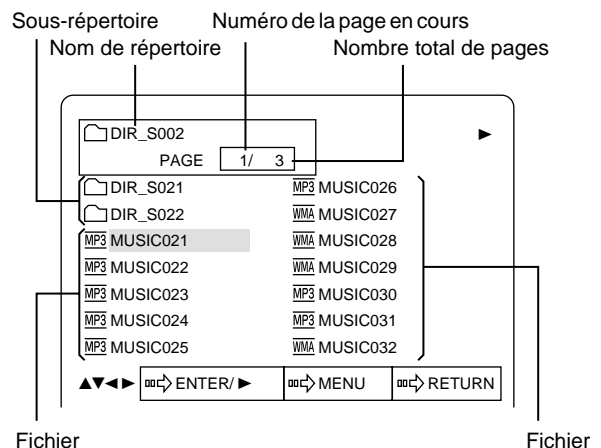 Sous-répertoire Numéro de la page en cours
Nom de répertoire Nombre total de pages
DIR_S002 ►
PAGE 1/ 3
DIR_S021 MP3 MUSIC026
DIR_S022 WMA MUSIC027
MP3 MUSIC021 WMA MUSIC028
MP3 MUSIC022 WMA MUSIC029
MP3 MUSIC023 MP3 MUSIC030
MP3 MUSIC024 MP3 MUSIC031
MP3 MUSIC025 WMA MUSIC032
▲▼◄► ENTER/► MENU RETURN
Fichier Fichier